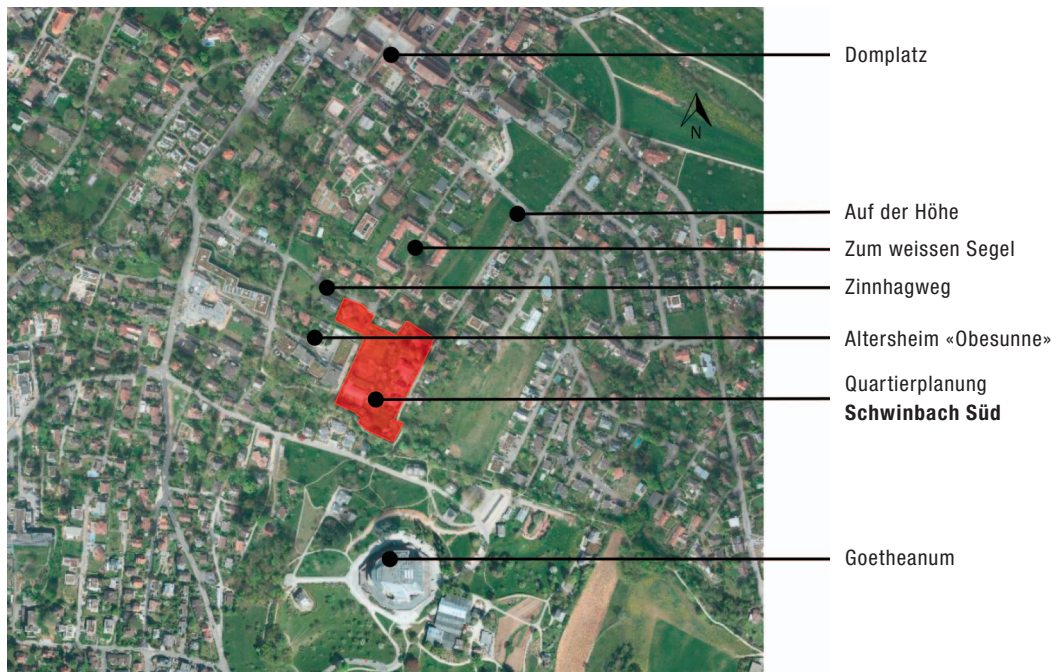 Domplatz
N
Auf der Höhe
Zum weissen Segel
Zinnhagweg
Altersheim «Obesunne»
Quartierplanung
Schwinbach Süd
Goetheanum